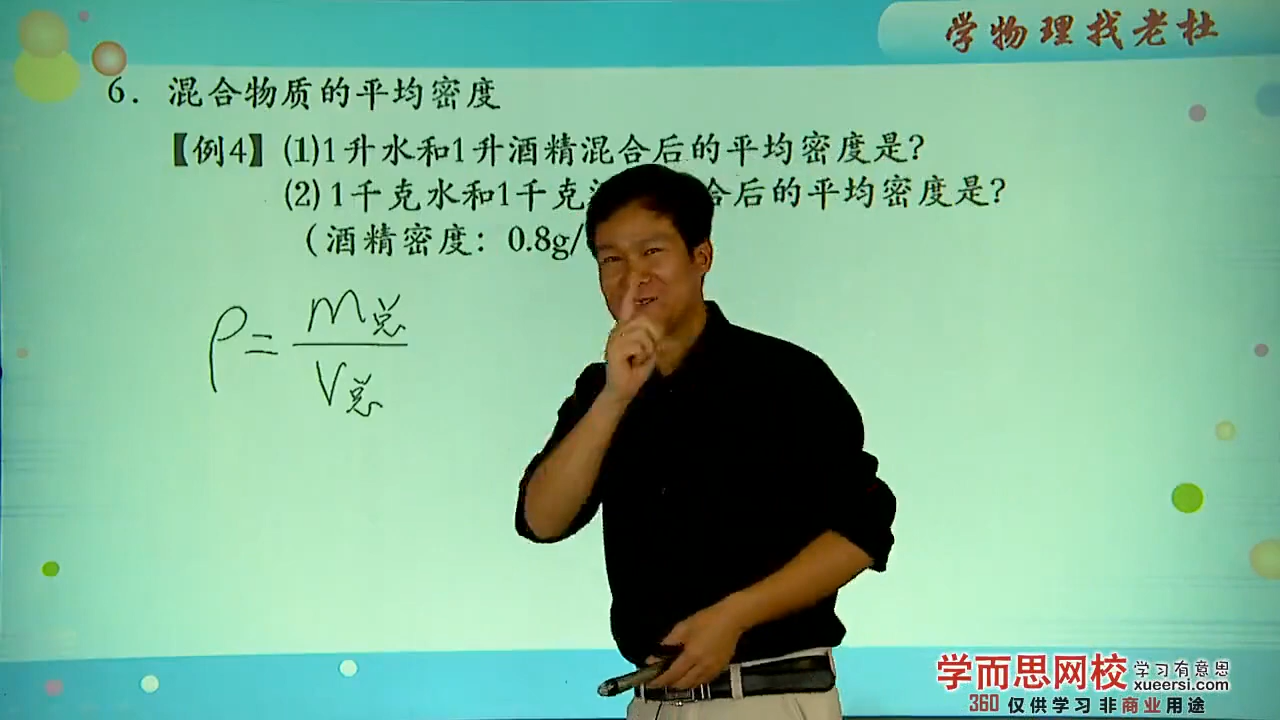 学物理找老杜
6. 混合物质的平均密度
【例4】(1)1升水和1升酒精混合后的平均密度是?
(2) 1千克水和1千克 合后的平均密度是?
(酒精密度: 0.8g/
ρ=m总/V总
学而思网校 学习有意思
xueersi.com
360 仅供学习 非商业用途